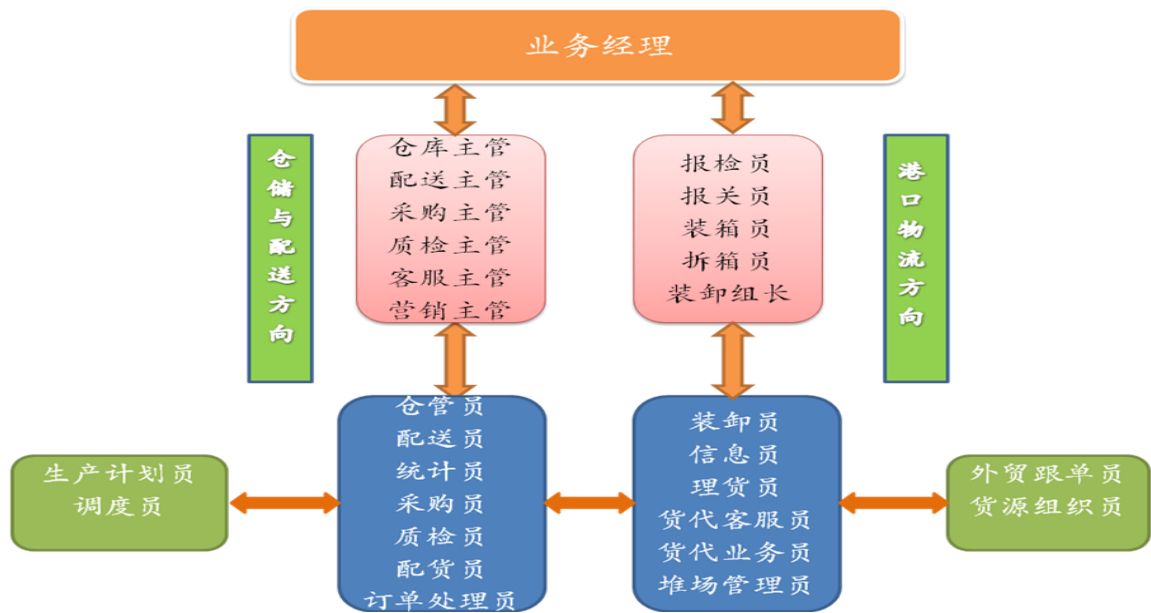 业务经理
仓储与配送方向
仓库主管
配送主管
采购主管
质检主管
客服主管
营销主管
报检员
报关员
装箱员
拆箱员
装卸组长
港口物流方向
生产计划员
调度员
仓管员
配送员
统计员
采购员
质检员
配货员
订单处理员
装卸员
信息员
理货员
货代客服员
货代业务员
堆场管理员
外贸跟单员
货源组织员